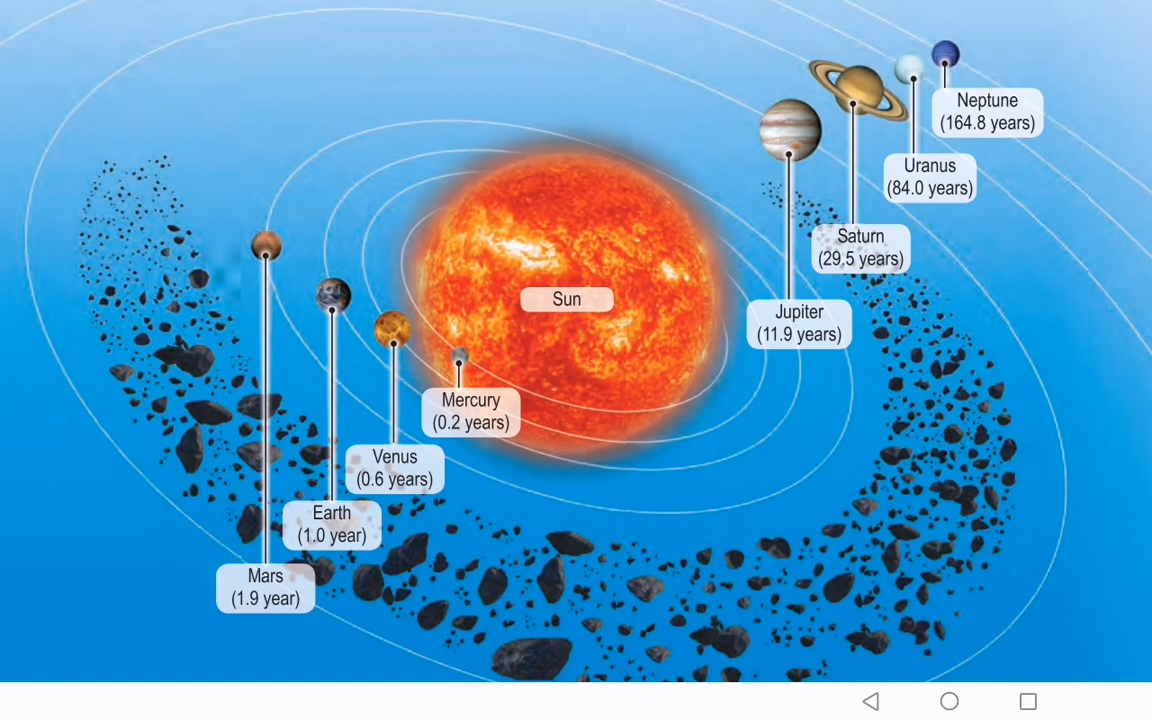 Neptune
(164.8 years)
Uranus
(84.0 years)
Saturn
(29.5 years)
Sun
Jupiter
(11.9 years)
Mercury
(0.2 years)
Venus
(0.6 years)
Earth
(1.0 year)
Mars
(1.9 year)